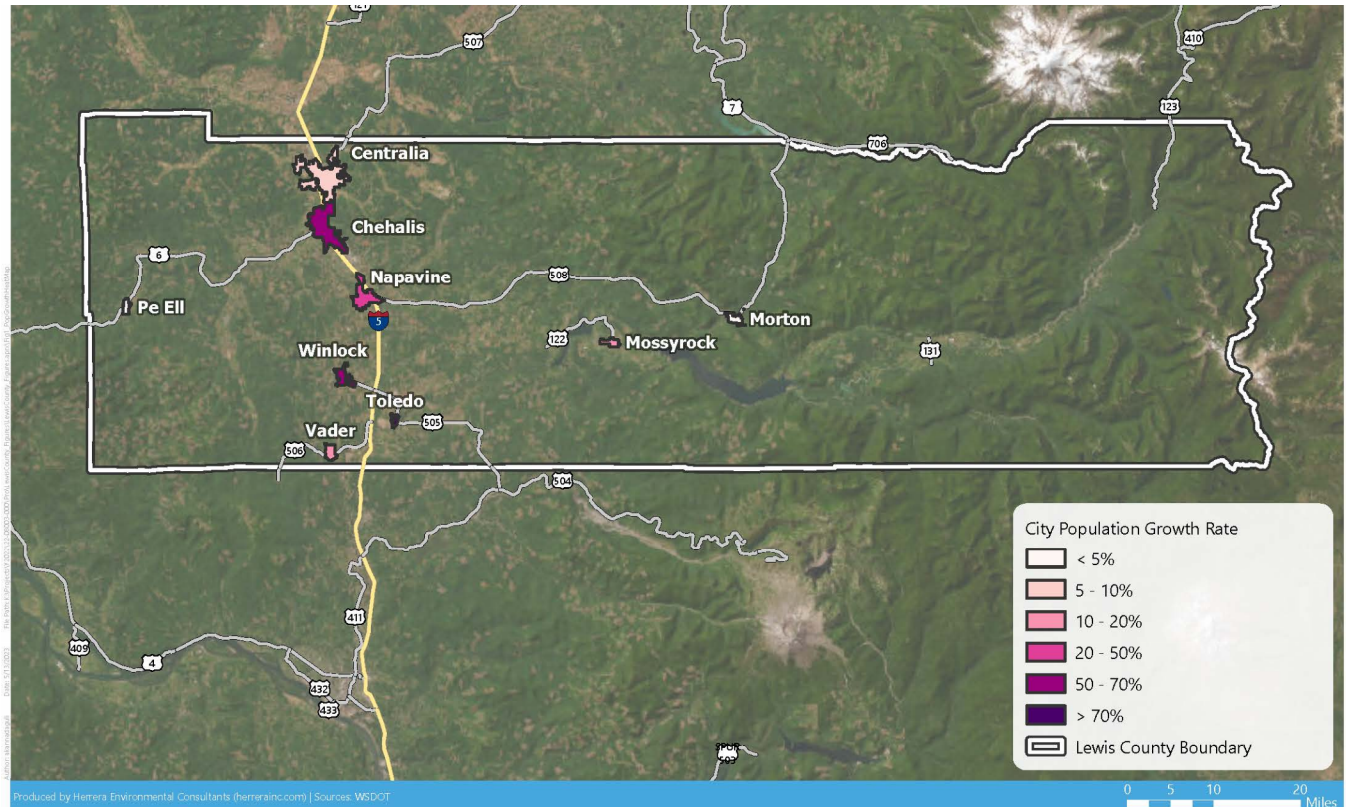 121
507
410
7
123
706
Centralia
Chehalis
6
Napavine
508
Pe Ell
5
Morton
122
Mossyrock
131
Winlock
Toledo
505
Vader
506
504
City Population Growth Rate
< 5%
5 - 10%
10 - 20%
20 - 50%
50 - 70%
> 70%
Lewis County Boundary
411
409
4
432
433
SPUR
503
Produced by Herrera Environmental Consultants (herrerainc.com) | Sources: WSDOT
0 5 10 20
Miles